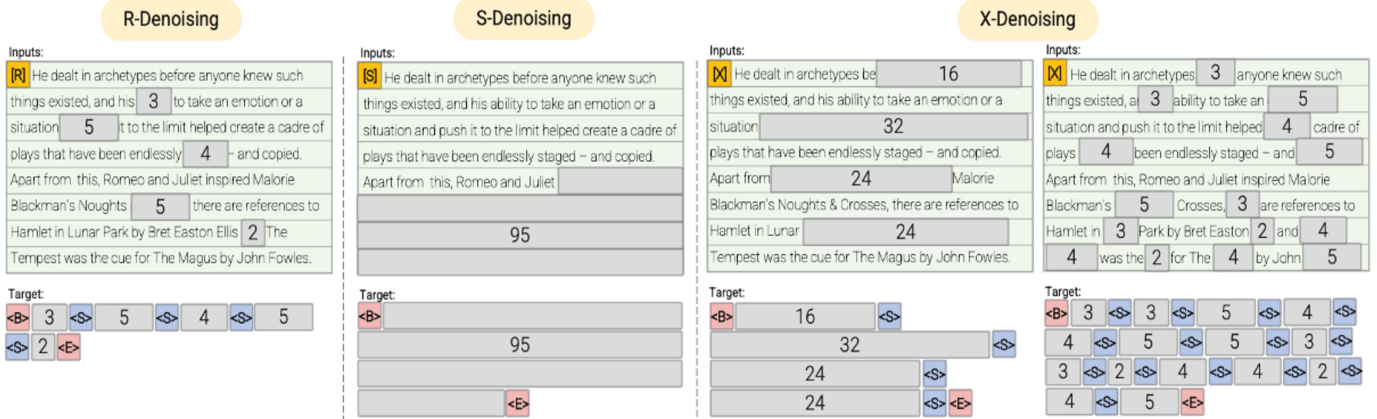 R-Denoising
Inputs:
[R] He dealt in archetypes before anyone knew such
things existed, and his 3 to take an emotion or a
situation 5 t to the limit helped create a cadre of
plays that have been endlessly 4 – and copied.
Apart from this, Romeo and Juliet inspired Malorie
Blackman's Noughts 5 there are references to
Hamlet in Lunar Park by Bret Easton Ellis 2 The
Tempest was the cue for The Magus by John Fowles.
Target:
<B> 3 <S> 5 <S> 4 <S> 5
<S> 2 <E>
S-Denoising
Inputs:
[S] He dealt in archetypes before anyone knew such
things existed, and his ability to take an emotion or a
situation and push it to the limit helped create a cadre of
plays that have been endlessly staged – and copied.
Apart from this, Romeo and Juliet
95
Target:
<B>
95
<E>
X-Denoising
Inputs:
[X] He dealt in archetypes be 16
things existed, and his ability to take an emotion or a
situation 32
plays that have been endlessly staged – and copied.
Apart from 24 Malorie
Blackman's Noughts & Crosses, there are references to
Hamlet in Lunar 24
Tempest was the cue for The Magus by John Fowles.
Target:
<B> 16 <S>
32 <S>
24 <S>
24 <S> <E>
Inputs:
[X] He dealt in archetypes 3 anyone knew such
things existed, a 3 ability to take an 5
situation and push it to the limit helped 4 cadre of
plays 4 been endlessly staged – and 5
Apart from this, Romeo and Juliet inspired Malorie
Blackman's 5 Crosses, 3 are references to
Hamlet in 3 Park by Bret Easton 2 and 4
4 was the 2 for The 4 by John 5
Target:
<B> 3 <S> 3 <S> 5 <S> 4 <S>
4 <S> 5 <S> 5 <S> 3 <S>
3 <S> 2 <S> 4 <S> 4 <S> 2 <S>
4 <S> 5 <E>